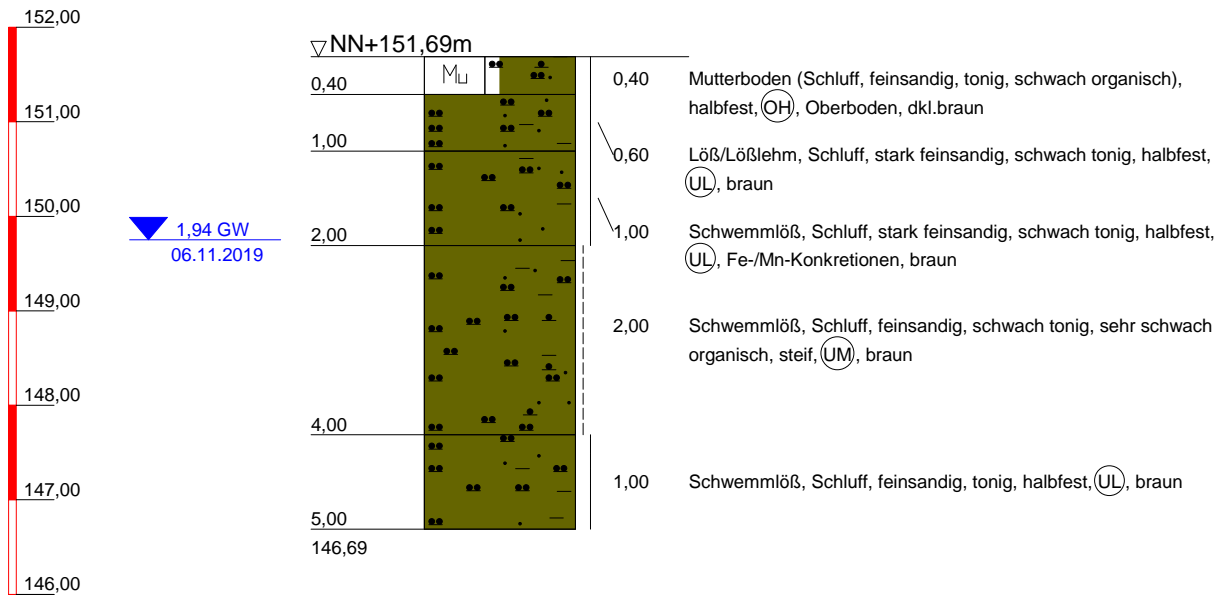 152,00
151,00
150,00
149,00
148,00
147,00
146,00
1,94 GW
06.11.2019
NN+151,69m
Mu
0,40
1,00
2,00
4,00
5,00
146,69
0,40 Mutterboden (Schluff, feinsandig, tonig, schwach organisch),
halbfest, OH, Oberboden, dkl.braun
0,60 Löß/Lößlehm, Schluff, stark feinsandig, schwach tonig, halbfest,
UL, braun
1,00 Schwemmlöß, Schluff, stark feinsandig, schwach tonig, halbfest,
UL, Fe-/Mn-Konkretionen, braun
2,00 Schwemmlöß, Schluff, feinsandig, schwach tonig, sehr schwach
organisch, steif, UM, braun
1,00 Schwemmlöß, Schluff, feinsandig, tonig, halbfest, UL, braun